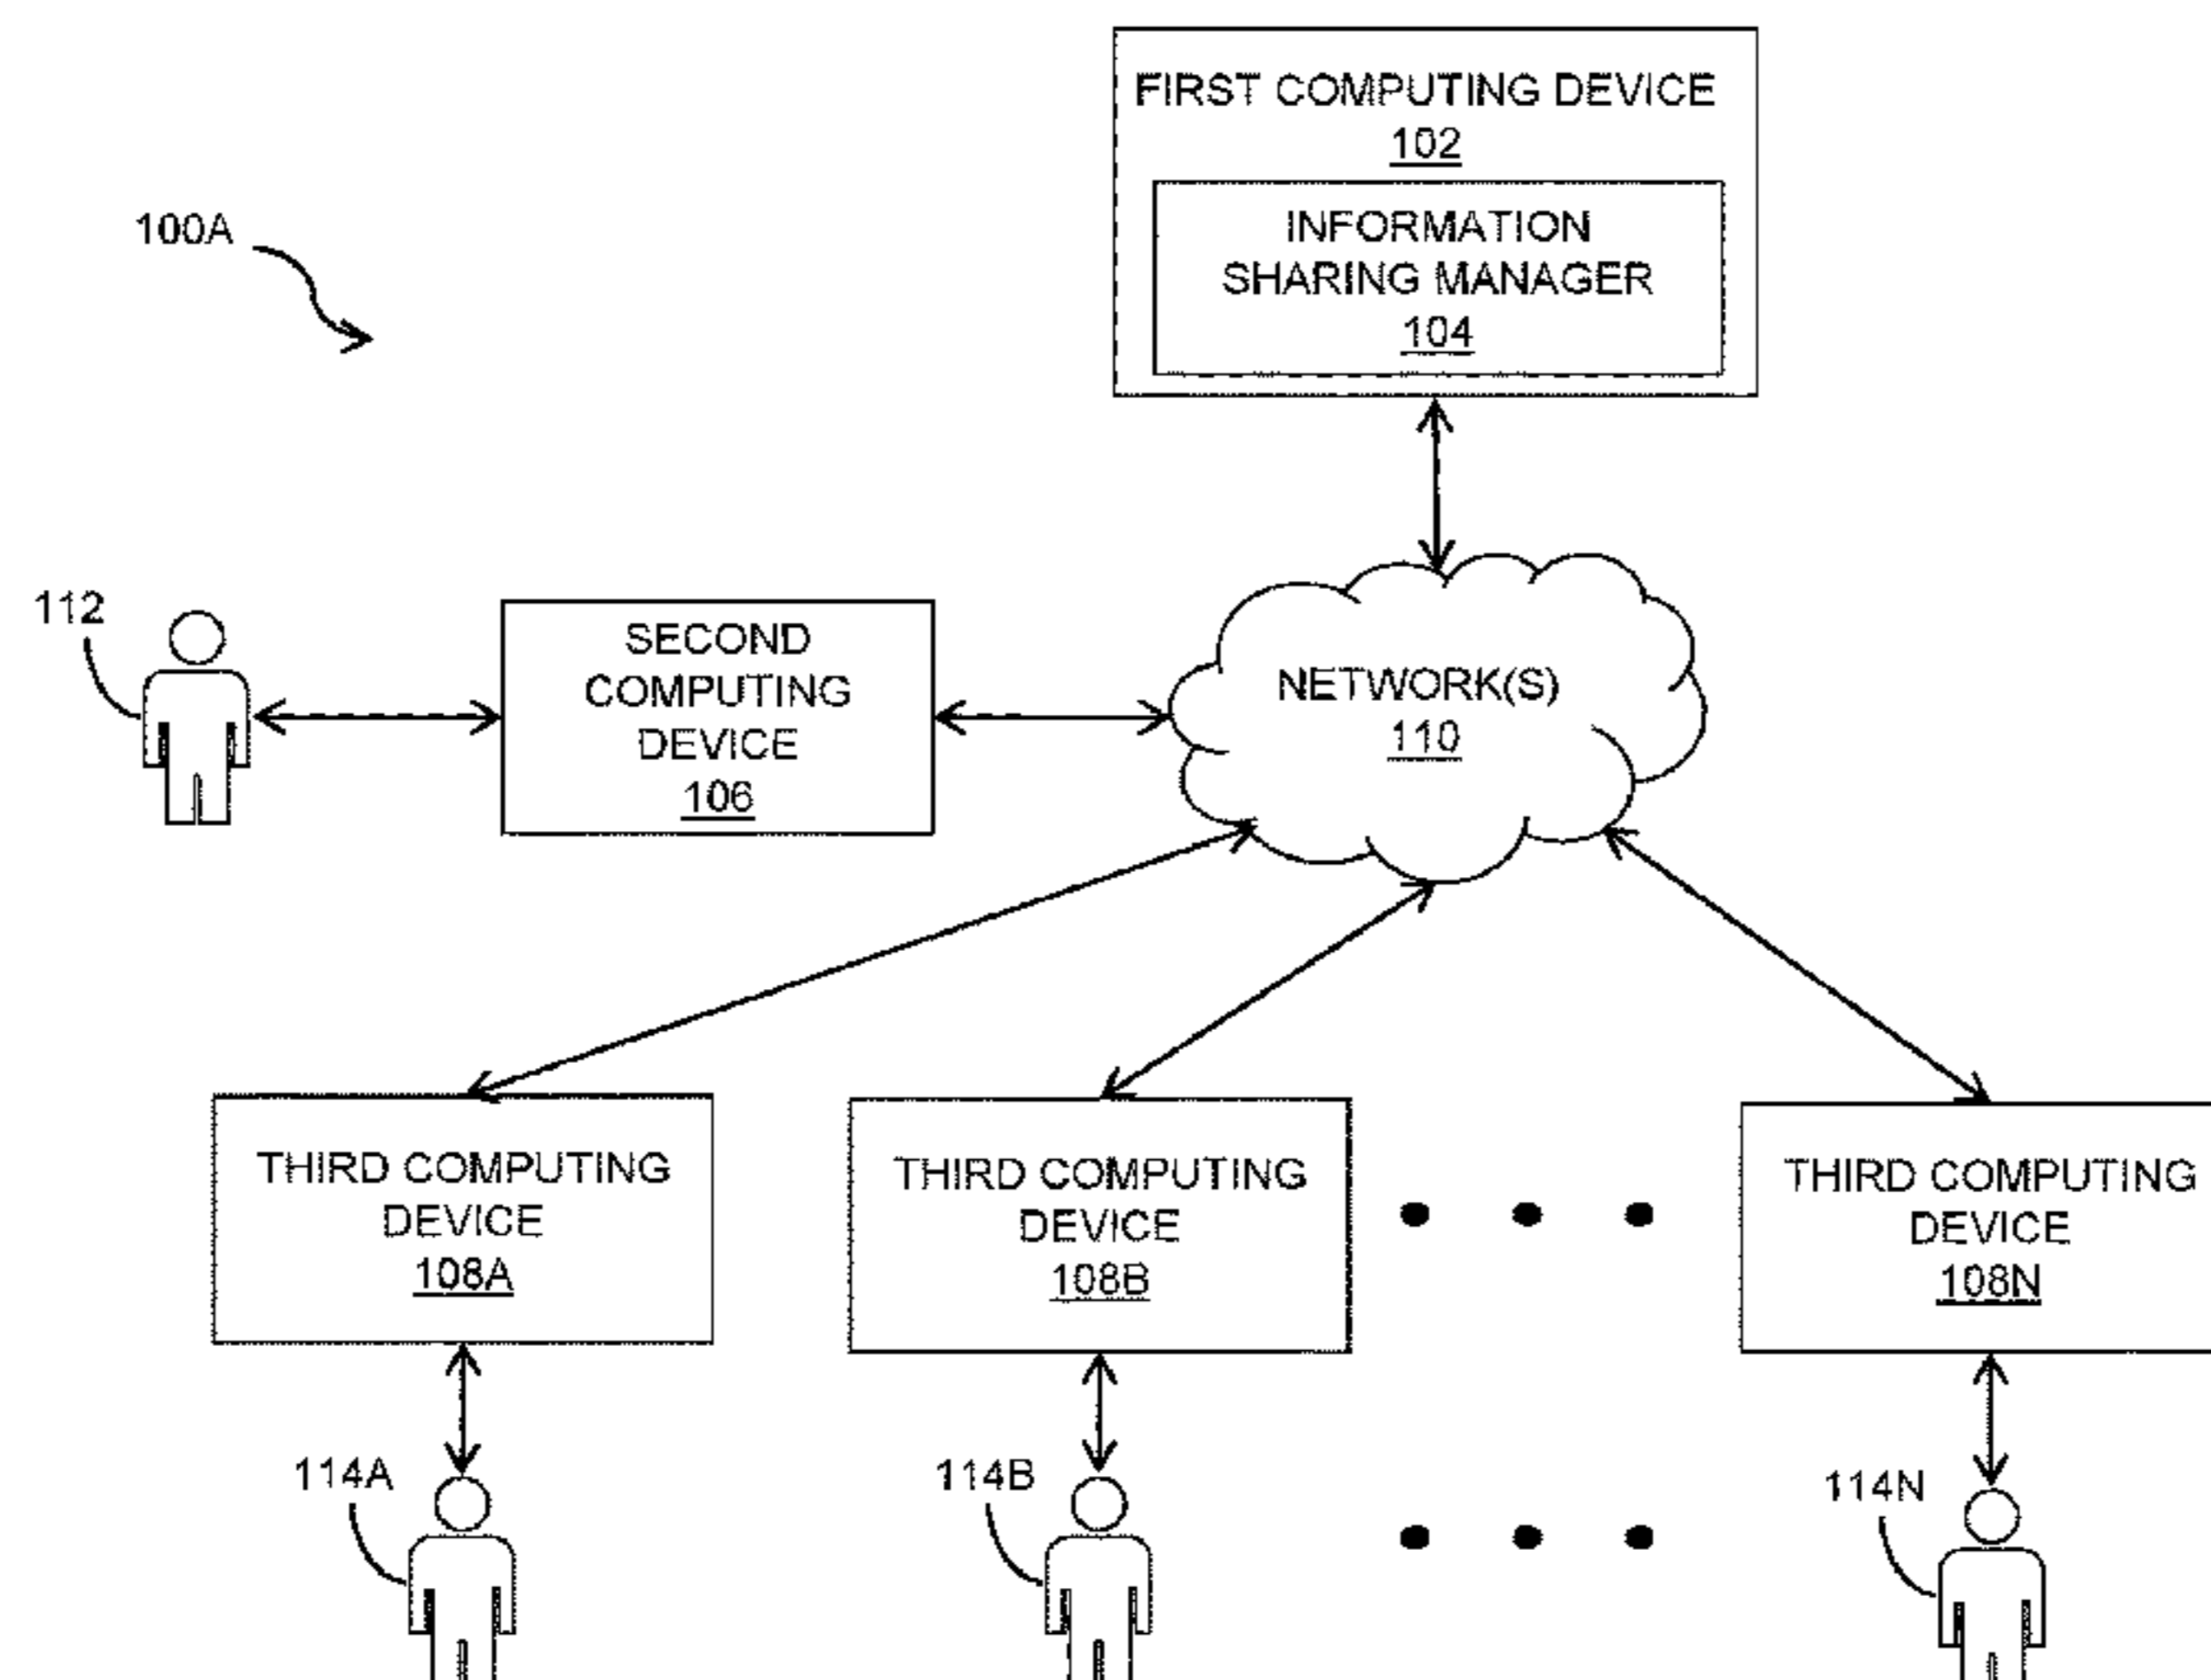 FIRST COMPUTING DEVICE
102
INFORMATION
SHARING MANAGER
104
100A
112
SECOND
COMPUTING
DEVICE
106
NETWORK(S)
110
THIRD COMPUTING
DEVICE
108A
THIRD COMPUTING
DEVICE
108B
THIRD COMPUTING
DEVICE
108N
114A
114B
114N